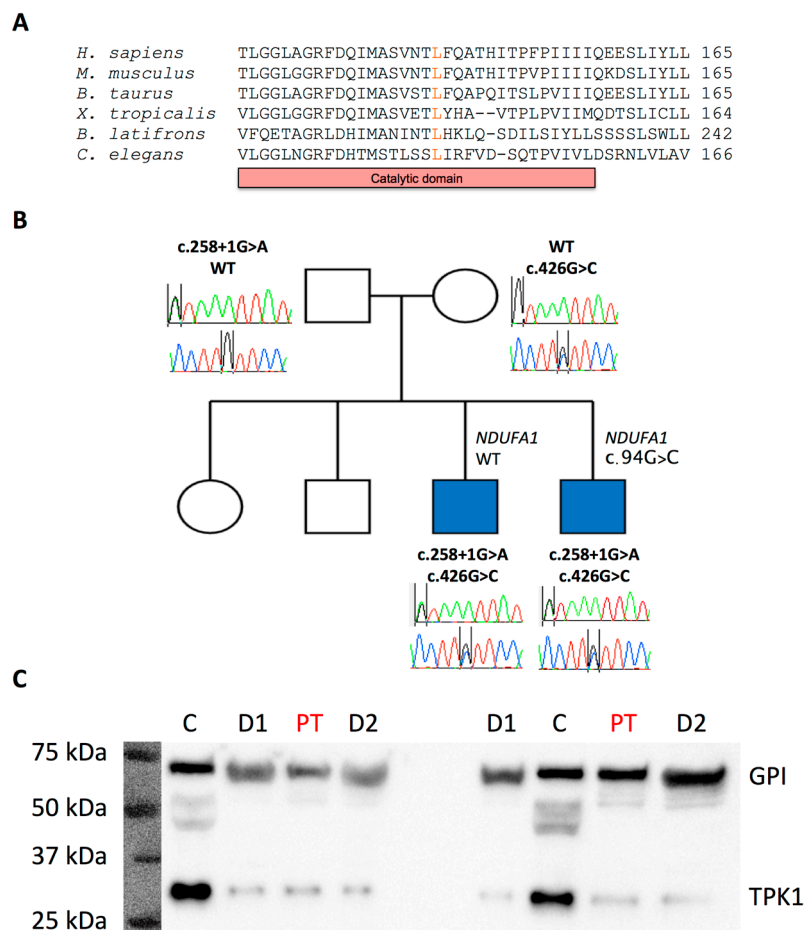 A
H. sapiens TLGGLAGRFDQIMASVNTLFQATHITPFPIIIIQEESLIYLL 165
M. musculus TLGGLAGRFDQIMASVNTLFQATHITPVPIIIIQKDSLIYLL 165
B. taurus TLGGLAGRFDQIMASVSTLFQAPQITSLPVIIIQEESLIYLL 165
X. tropicalis VLGGLGGRFDQIMASVETLYHA--VTPLPVIIMQDTSLICLL 164
B. latifrons VFQETAGRLDHIMANINTLHKLQ-SDILSIYLLSSSSLSWLL 242
C. elegans VLGGLNGRFDHTMSTLSSLIRFVD-SQTPVIVLDSRNLVLAV 166
Catalytic domain
B
c.258+1G>A
WT
WT
c.426G>C
NDUFA1
WT
NDUFA1
c.94G>C
c.258+1G>A
c.426G>C
c.258+1G>A
c.426G>C
C
C D1 PT D2 D1 C PT D2
75 kDa
GPI
50 kDa
37 kDa
TPK1
25 kDa